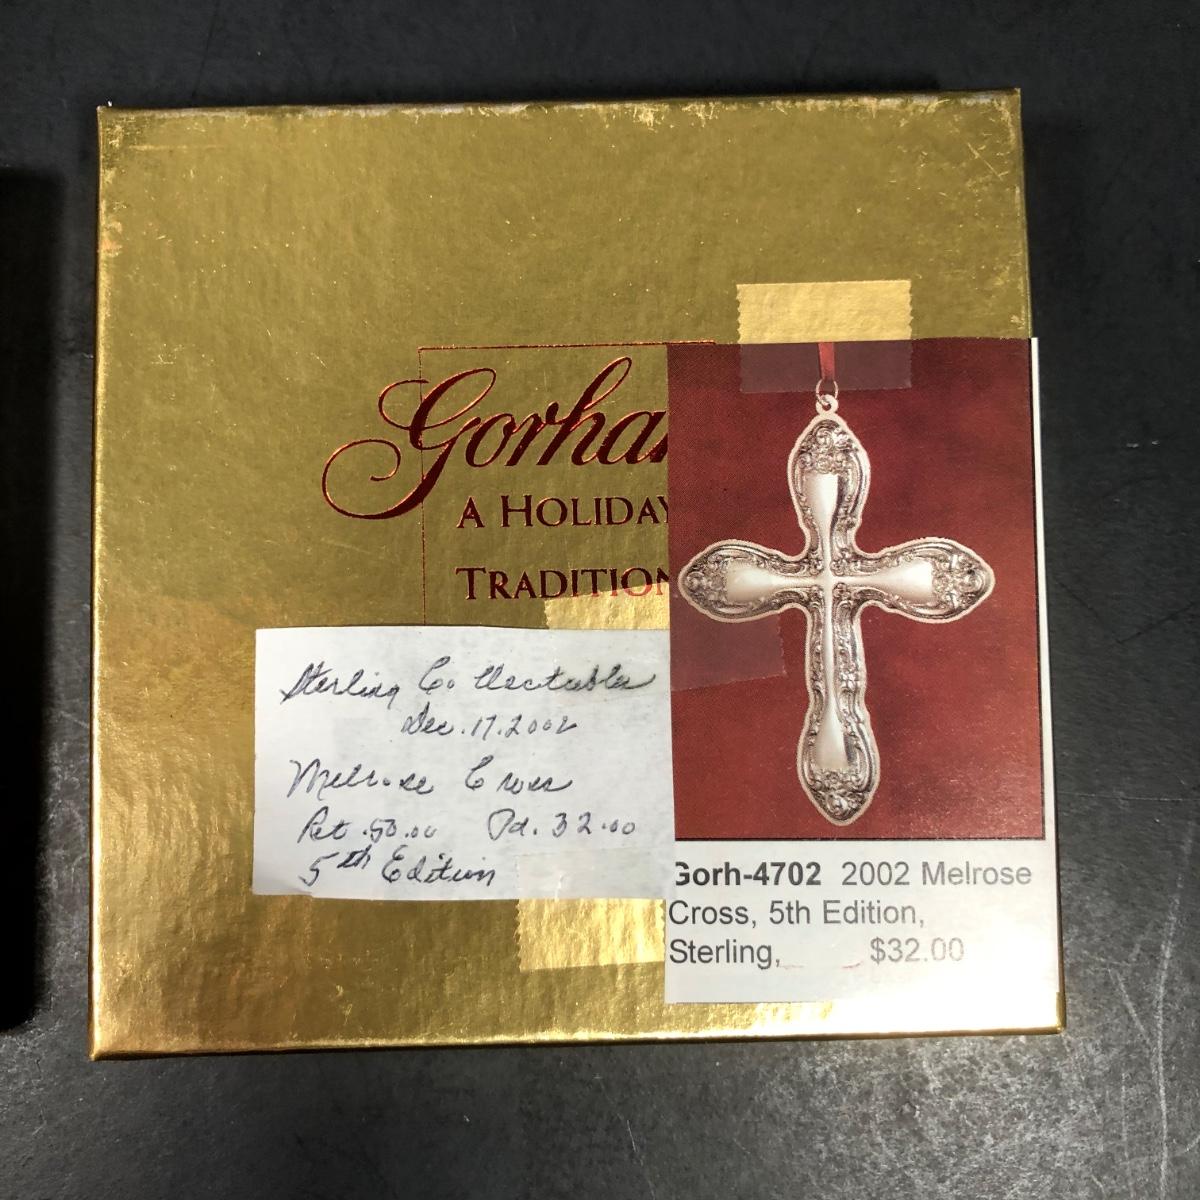 Gorha
A HOLIDAY
TRADITION
Sterling Collectables
Dec. 17. 2002
Melrose Cross
Ret. 50.00 Pd. 32.00
5th Edition
Gorh-4702 2002 Melrose
Cross, 5th Edition,
Sterling, $32.00